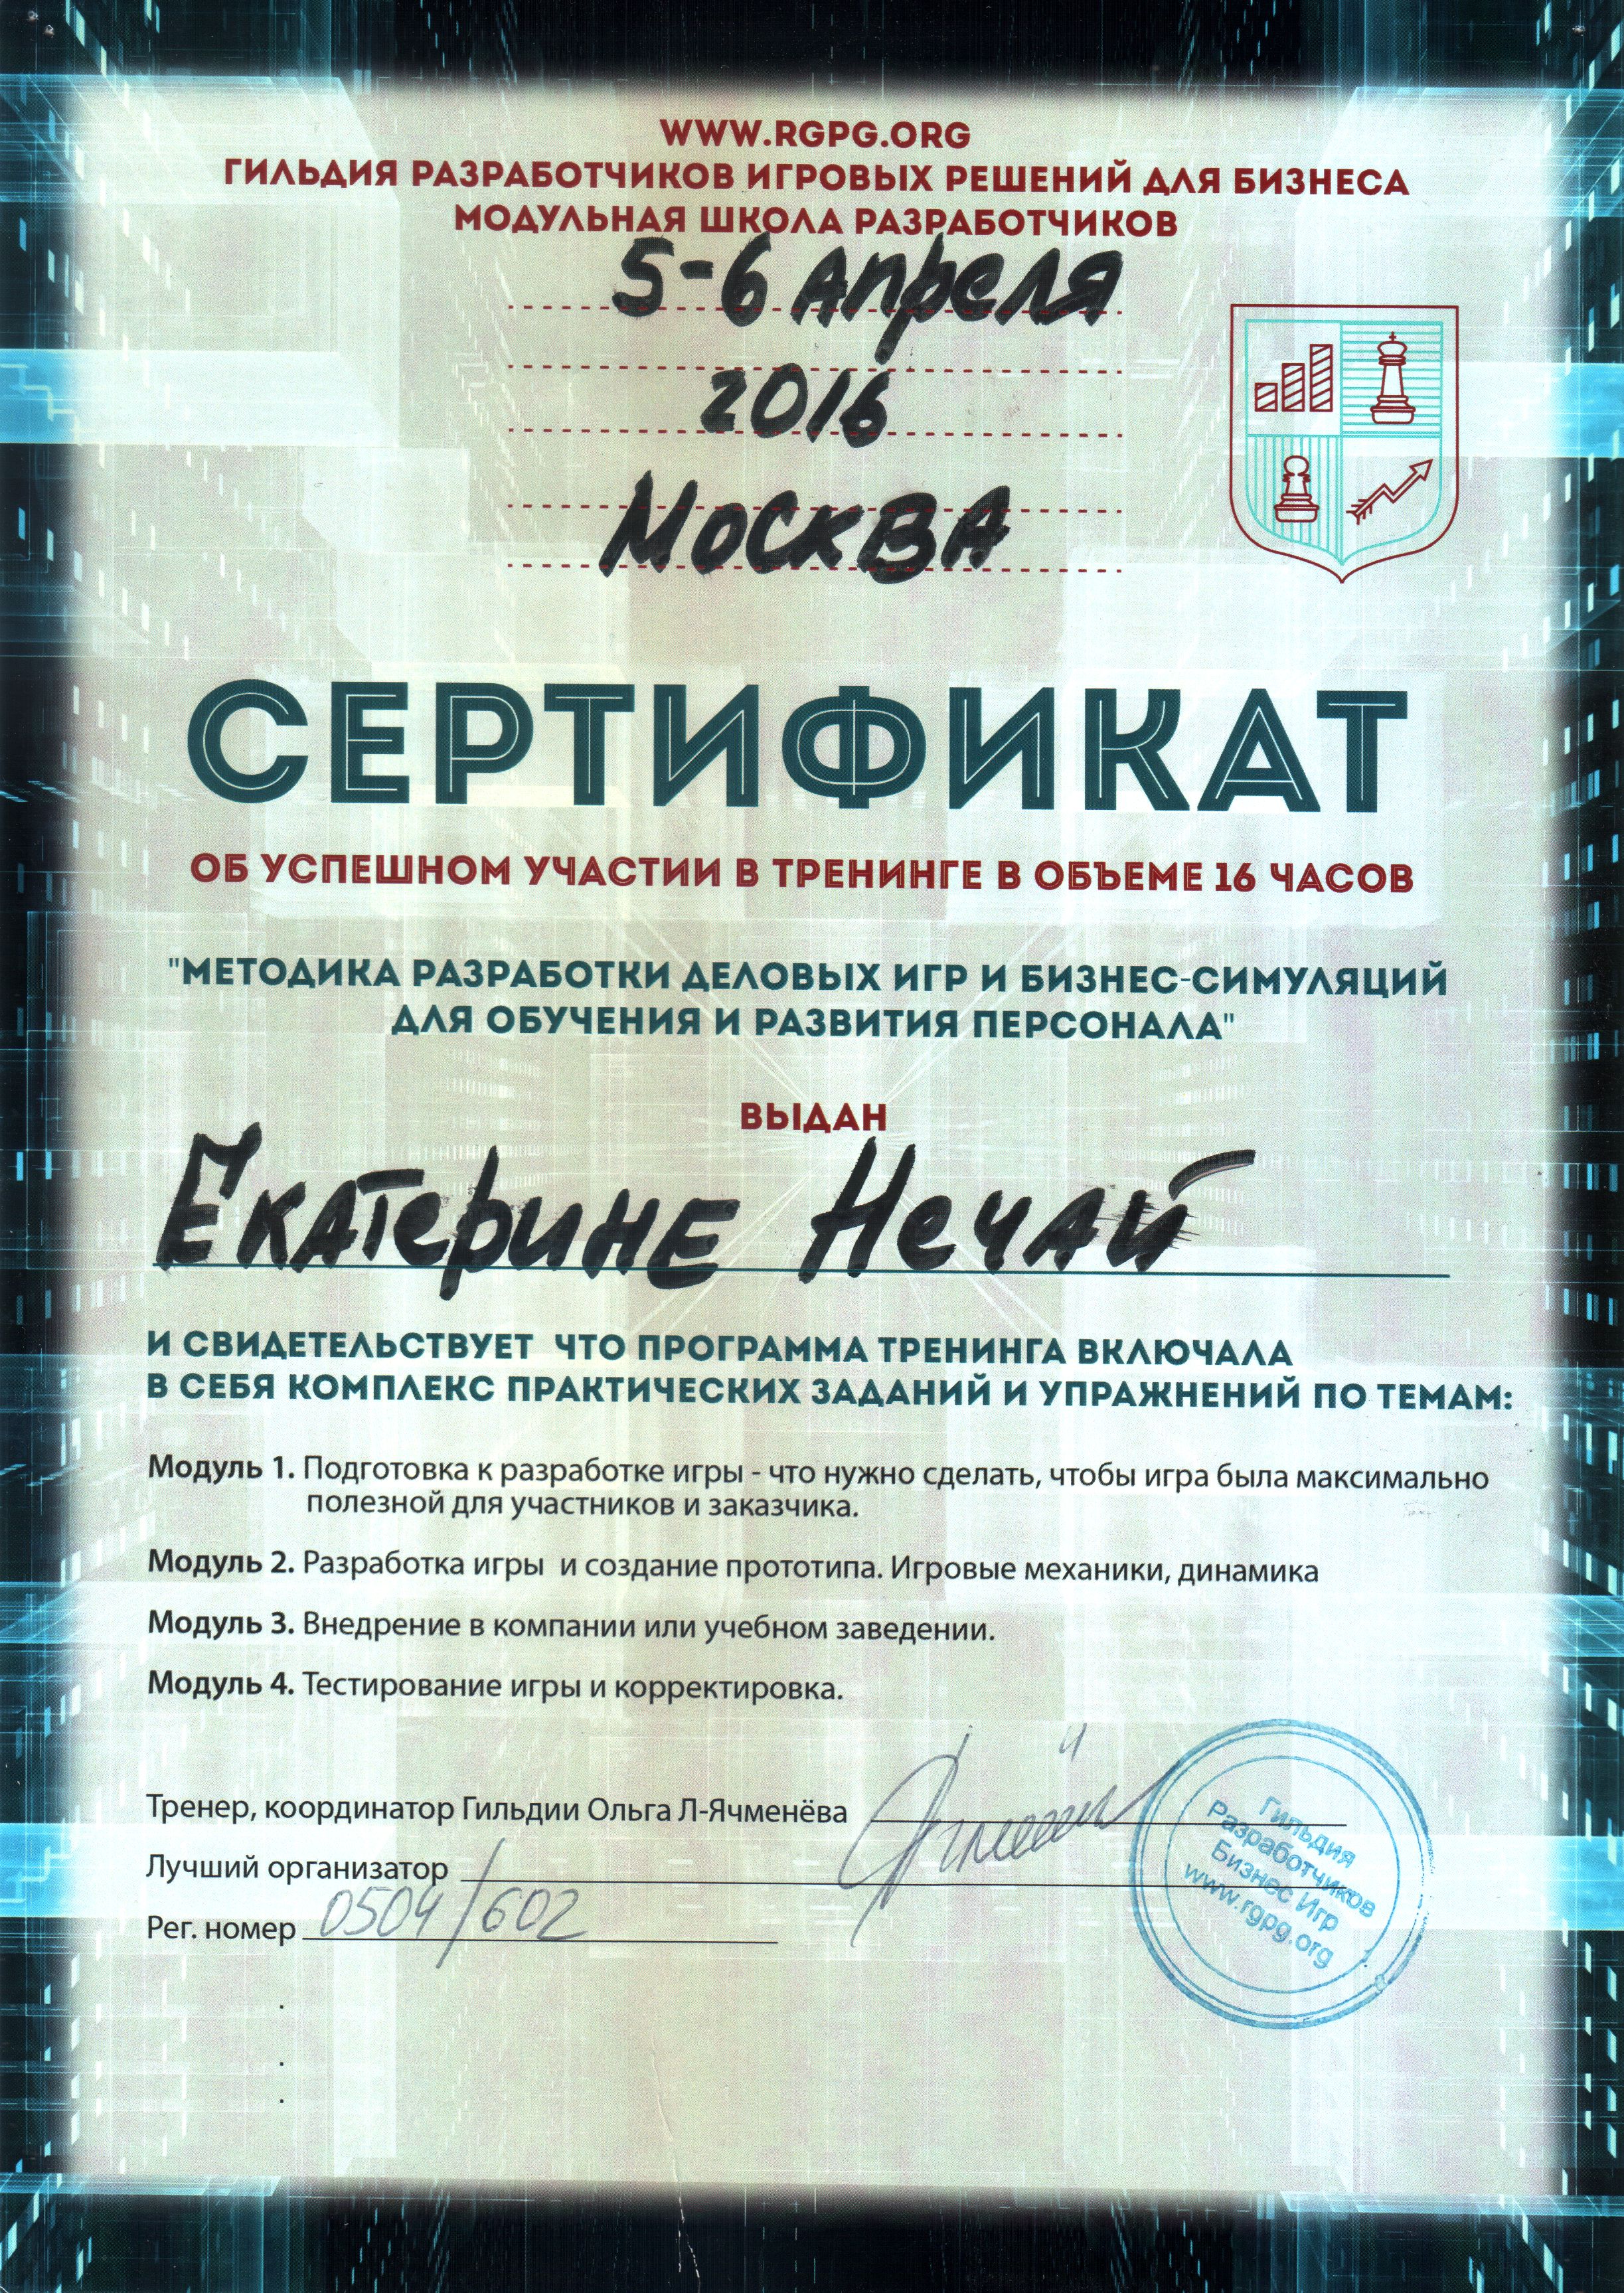 WWW.RGPG.ORG
ГИЛЬДИЯ РАЗРАБОТЧИКОВ ИГРОВЫХ РЕШЕНИЙ ДЛЯ БИЗНЕСА
МОДУЛЬНАЯ ШКОЛА РАЗРАБОТЧИКОВ
5-6 Апреля
2016
Москва
СЕРТИФИКАТ
ОБ УСПЕШНОМ УЧАСТИИ В ТРЕНИНГЕ В ОБЪЕМЕ 16 ЧАСОВ
"МЕТОДИКА РАЗРАБОТКИ ДЕЛОВЫХ ИГР И БИЗНЕС-СИМУЛЯЦИЙ
ДЛЯ ОБУЧЕНИЯ И РАЗВИТИЯ ПЕРСОНАЛА"
ВЫДАН
Екатерине Нечай
И СВИДЕТЕЛЬСТВУЕТ ЧТО ПРОГРАММА ТРЕНИНГА ВКЛЮЧАЛА
В СЕБЯ КОМПЛЕКС ПРАКТИЧЕСКИХ ЗАДАНИЙ И УПРАЖНЕНИЙ ПО ТЕМАМ:
Модуль 1. Подготовка к разработке игры - что нужно сделать, чтобы игра была максимально
полезной для участников и заказчика.
Модуль 2. Разработка игры и создание прототипа. Игровые механики, динамика
Модуль 3. Внедрение в компании или учебном заведении.
Модуль 4. Тестирование игры и корректировка.
Тренер, координатор Гильдии Ольга Л-Ячменёва
Лучший организатор
Рег. номер 0504/602
Гильдия
Разработчиков
Бизнес Игр
www.rgpg.org